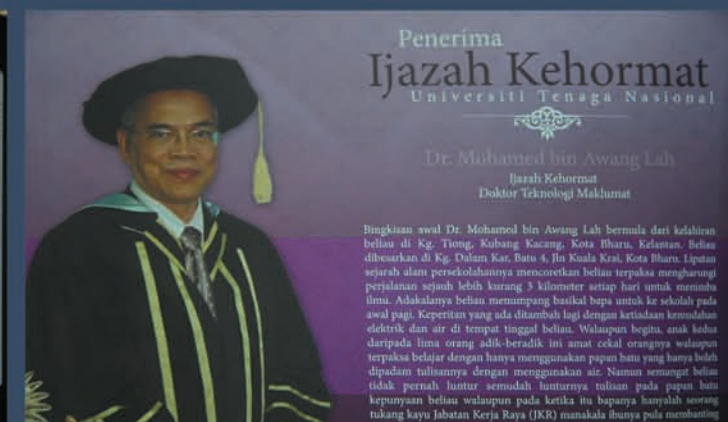 Penerima
Ijazah Kehormat
Universiti Tenaga Nasional
Dr. Mohamed bin Awang Lah
Ijazah Kehormat
Doktor Teknologi Maklumat
Bingkisan awal Dr. Mohamed bin Awang Lah bermula dari kelahiran
beliau di Kg. Tiong, Kubang Kacang, Kota Bharu, Kelantan. Beliau
dibesarkan di Kg. Dalam Kar, Batu 4, Jln Kuala Krai, Kota Bharu. Lipatan
sejarah alam persekolahannya mencoretkan beliau terpaksa mengharungi
perjalanan sejauh lebih kurang 3 kilometer setiap hari untuk menimba
ilmu. Adakalanya beliau menumpang basikal bapa untuk ke sekolah pada
awal pagi. Keperitan yang ada ditambah lagi dengan ketiadaan kemudahan
elektrik dan air di tempat tinggal beliau. Walaupun begitu, anak kedua
daripada lima orang adik-beradik ini amat cekal orangnya walaupun
terpaksa belajar dengan hanya menggunakan papan batu yang hanya boleh
dipadam tulisannya dengan menggunakan air. Namun semangat beliau
tidak pernah luntur semudah lunturnya tulisan pada papan batu
kepunyaan beliau walaupun pada ketika itu bapanya hanyalah seorang
tukang kayu Jabatan Kerja Raya (JKR) manakala ibunya pula membanting